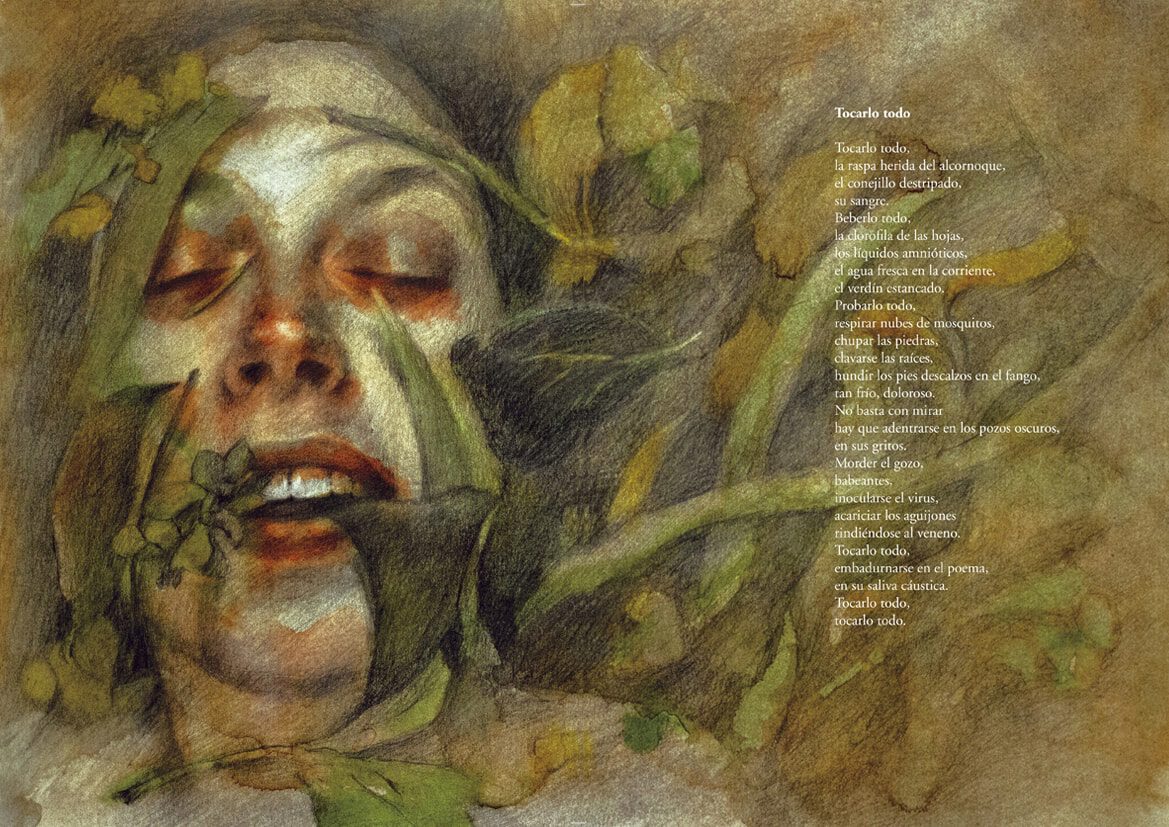 Tocarlo todo
Tocarlo todo,
la raspa herida del alcornoque,
el conejillo destripado,
su sangre.
Beberlo todo,
la clorofila de las hojas,
los líquidos amnióticos,
el agua fresca en la corriente,
el verdín estancado.
Probarlo todo,
respirar nubes de mosquitos,
chupar las piedras,
clavarse las raíces,
hundir los pies descalzos en el fango,
tan frío, doloroso.
No basta con mirar
hay que adentrarse en los pozos oscuros,
en sus gritos.
Morder el gozo,
babeantes,
inocularse el virus,
acariciar los aguijones
rindiéndose al veneno.
Tocarlo todo,
embadurnarse en el poema,
en su saliva cáustica.
Tocarlo todo,
tocarlo todo.